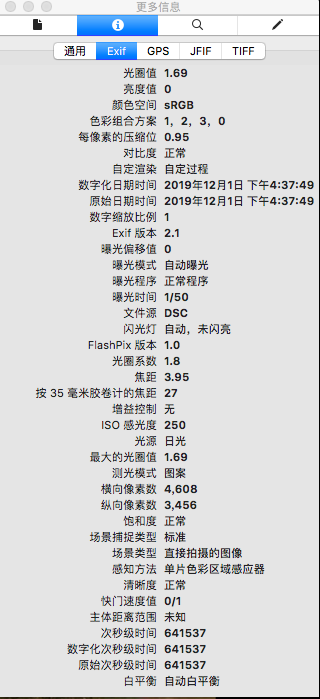 更多信息
通用 Exif GPS JFIF TIFF
光圈值 1.69
亮度值 0
颜色空间 sRGB
色彩组合方案 1，2，3，0
每像素的压缩位 0.95
对比度 正常
自定渲染 自定过程
数字化日期时间 2019年12月1日 下午4:37:49
原始日期时间 2019年12月1日 下午4:37:49
数字缩放比例 1
Exif 版本 2.1
曝光偏移值 0
曝光模式 自动曝光
曝光程序 正常程序
曝光时间 1/50
文件源 DSC
闪光灯 自动，未闪亮
FlashPix 版本 1.0
光圈系数 1.8
焦距 3.95
按 35 毫米胶卷计的焦距 27
增益控制 无
ISO 感光度 250
光源 日光
最大的光圈值 1.69
测光模式 图案
横向像素数 4,608
纵向像素数 3,456
饱和度 正常
场景捕捉类型 标准
场景类型 直接拍摄的图像
感知方法 单片色彩区域感应器
清晰度 正常
快门速度值 0/1
主体距离范围 未知
次秒级时间 641537
数字化次秒级时间 641537
原始次秒级时间 641537
白平衡 自动白平衡